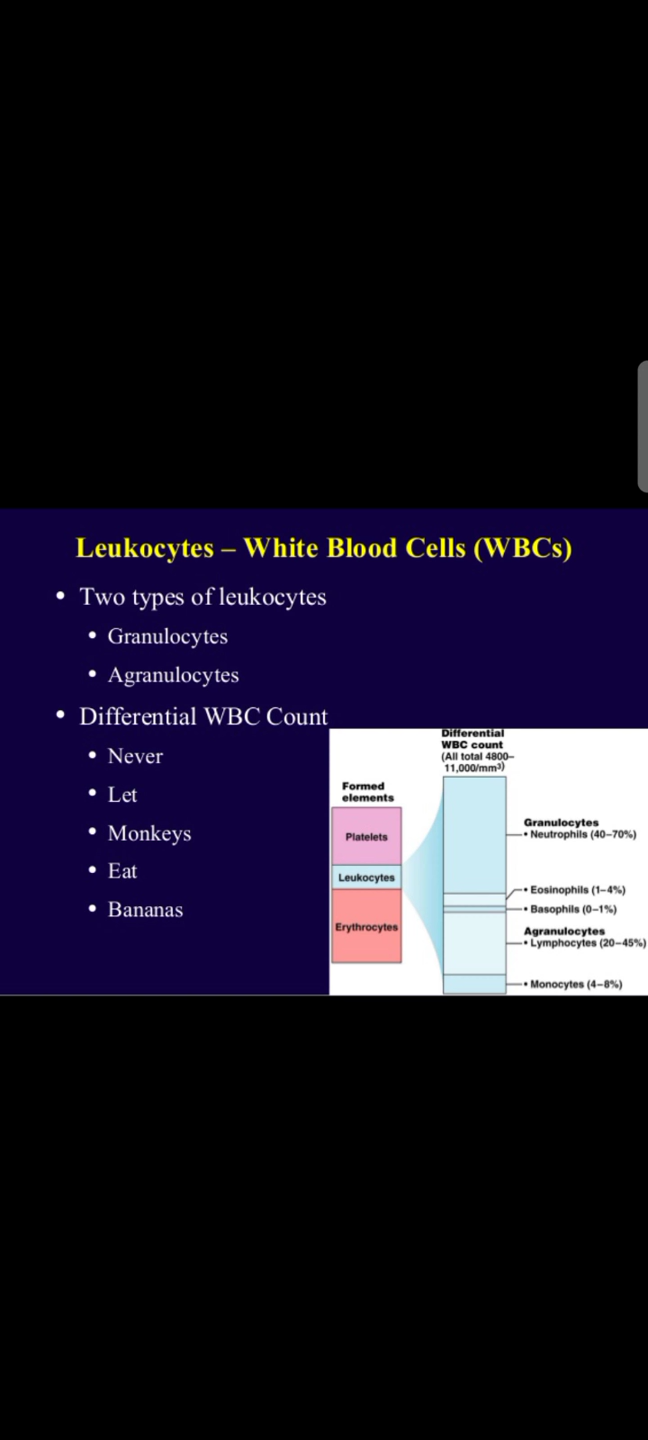 Leukocytes – White Blood Cells (WBCs)
• Two types of leukocytes
• Granulocytes
• Agranulocytes
• Differential WBC Count
• Never
• Let
• Monkeys
• Eat
• Bananas
Formed
elements
Platelets
Leukocytes
Erythrocytes
Differential
WBC count
(All total 4800–
11,000/mm³)
Granulocytes
• Neutrophils (40–70%)
• Eosinophils (1–4%)
• Basophils (0–1%)
Agranulocytes
• Lymphocytes (20–45%)
• Monocytes (4–8%)